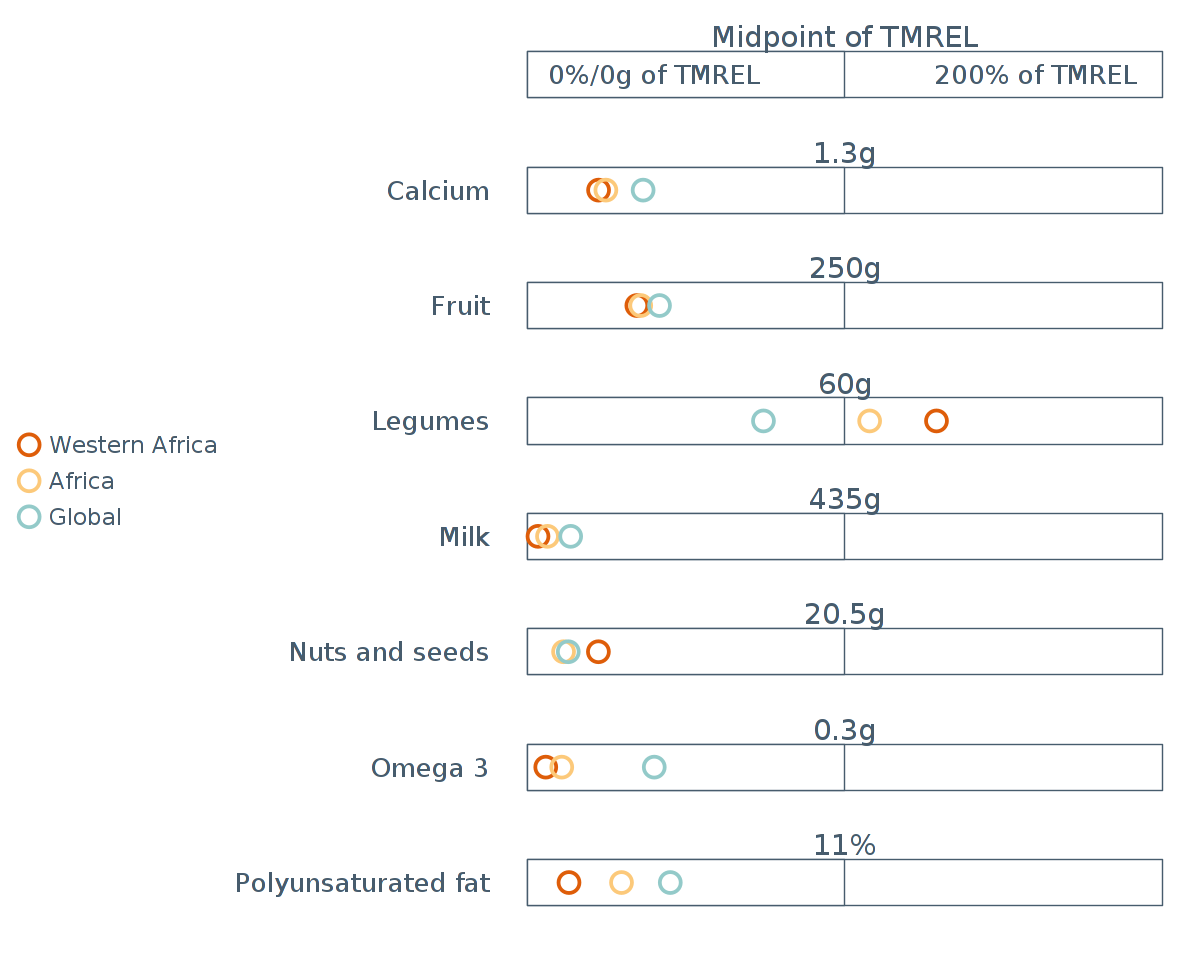 Midpoint of TMREL
0%/0g of TMREL
200% of TMREL
1.3g
Calcium
250g
Fruit
60g
Legumes
Western Africa
Africa
Global
435g
Milk
20.5g
Nuts and seeds
0.3g
Omega 3
11%
Polyunsaturated fat